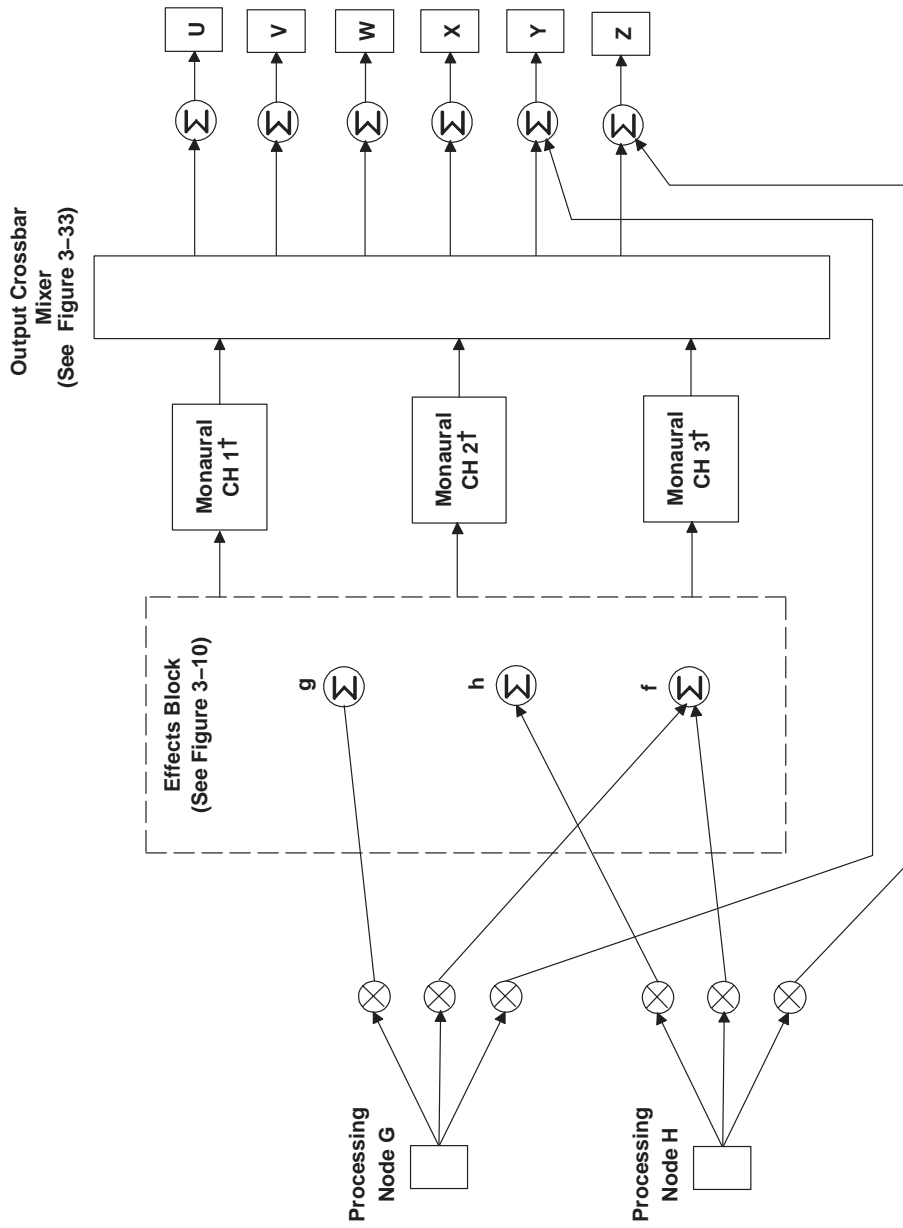 Processing
Node G
Processing
Node H
Effects Block
(See Figure 3–10)
g
Σ
h
Σ
f
Σ
Monaural
CH 1†
Monaural
CH 2†
Monaural
CH 3†
Output Crossbar
Mixer
(See Figure 3–33)
Σ
Σ
Σ
Σ
Σ
Σ
U
V
W
X
Y
Z